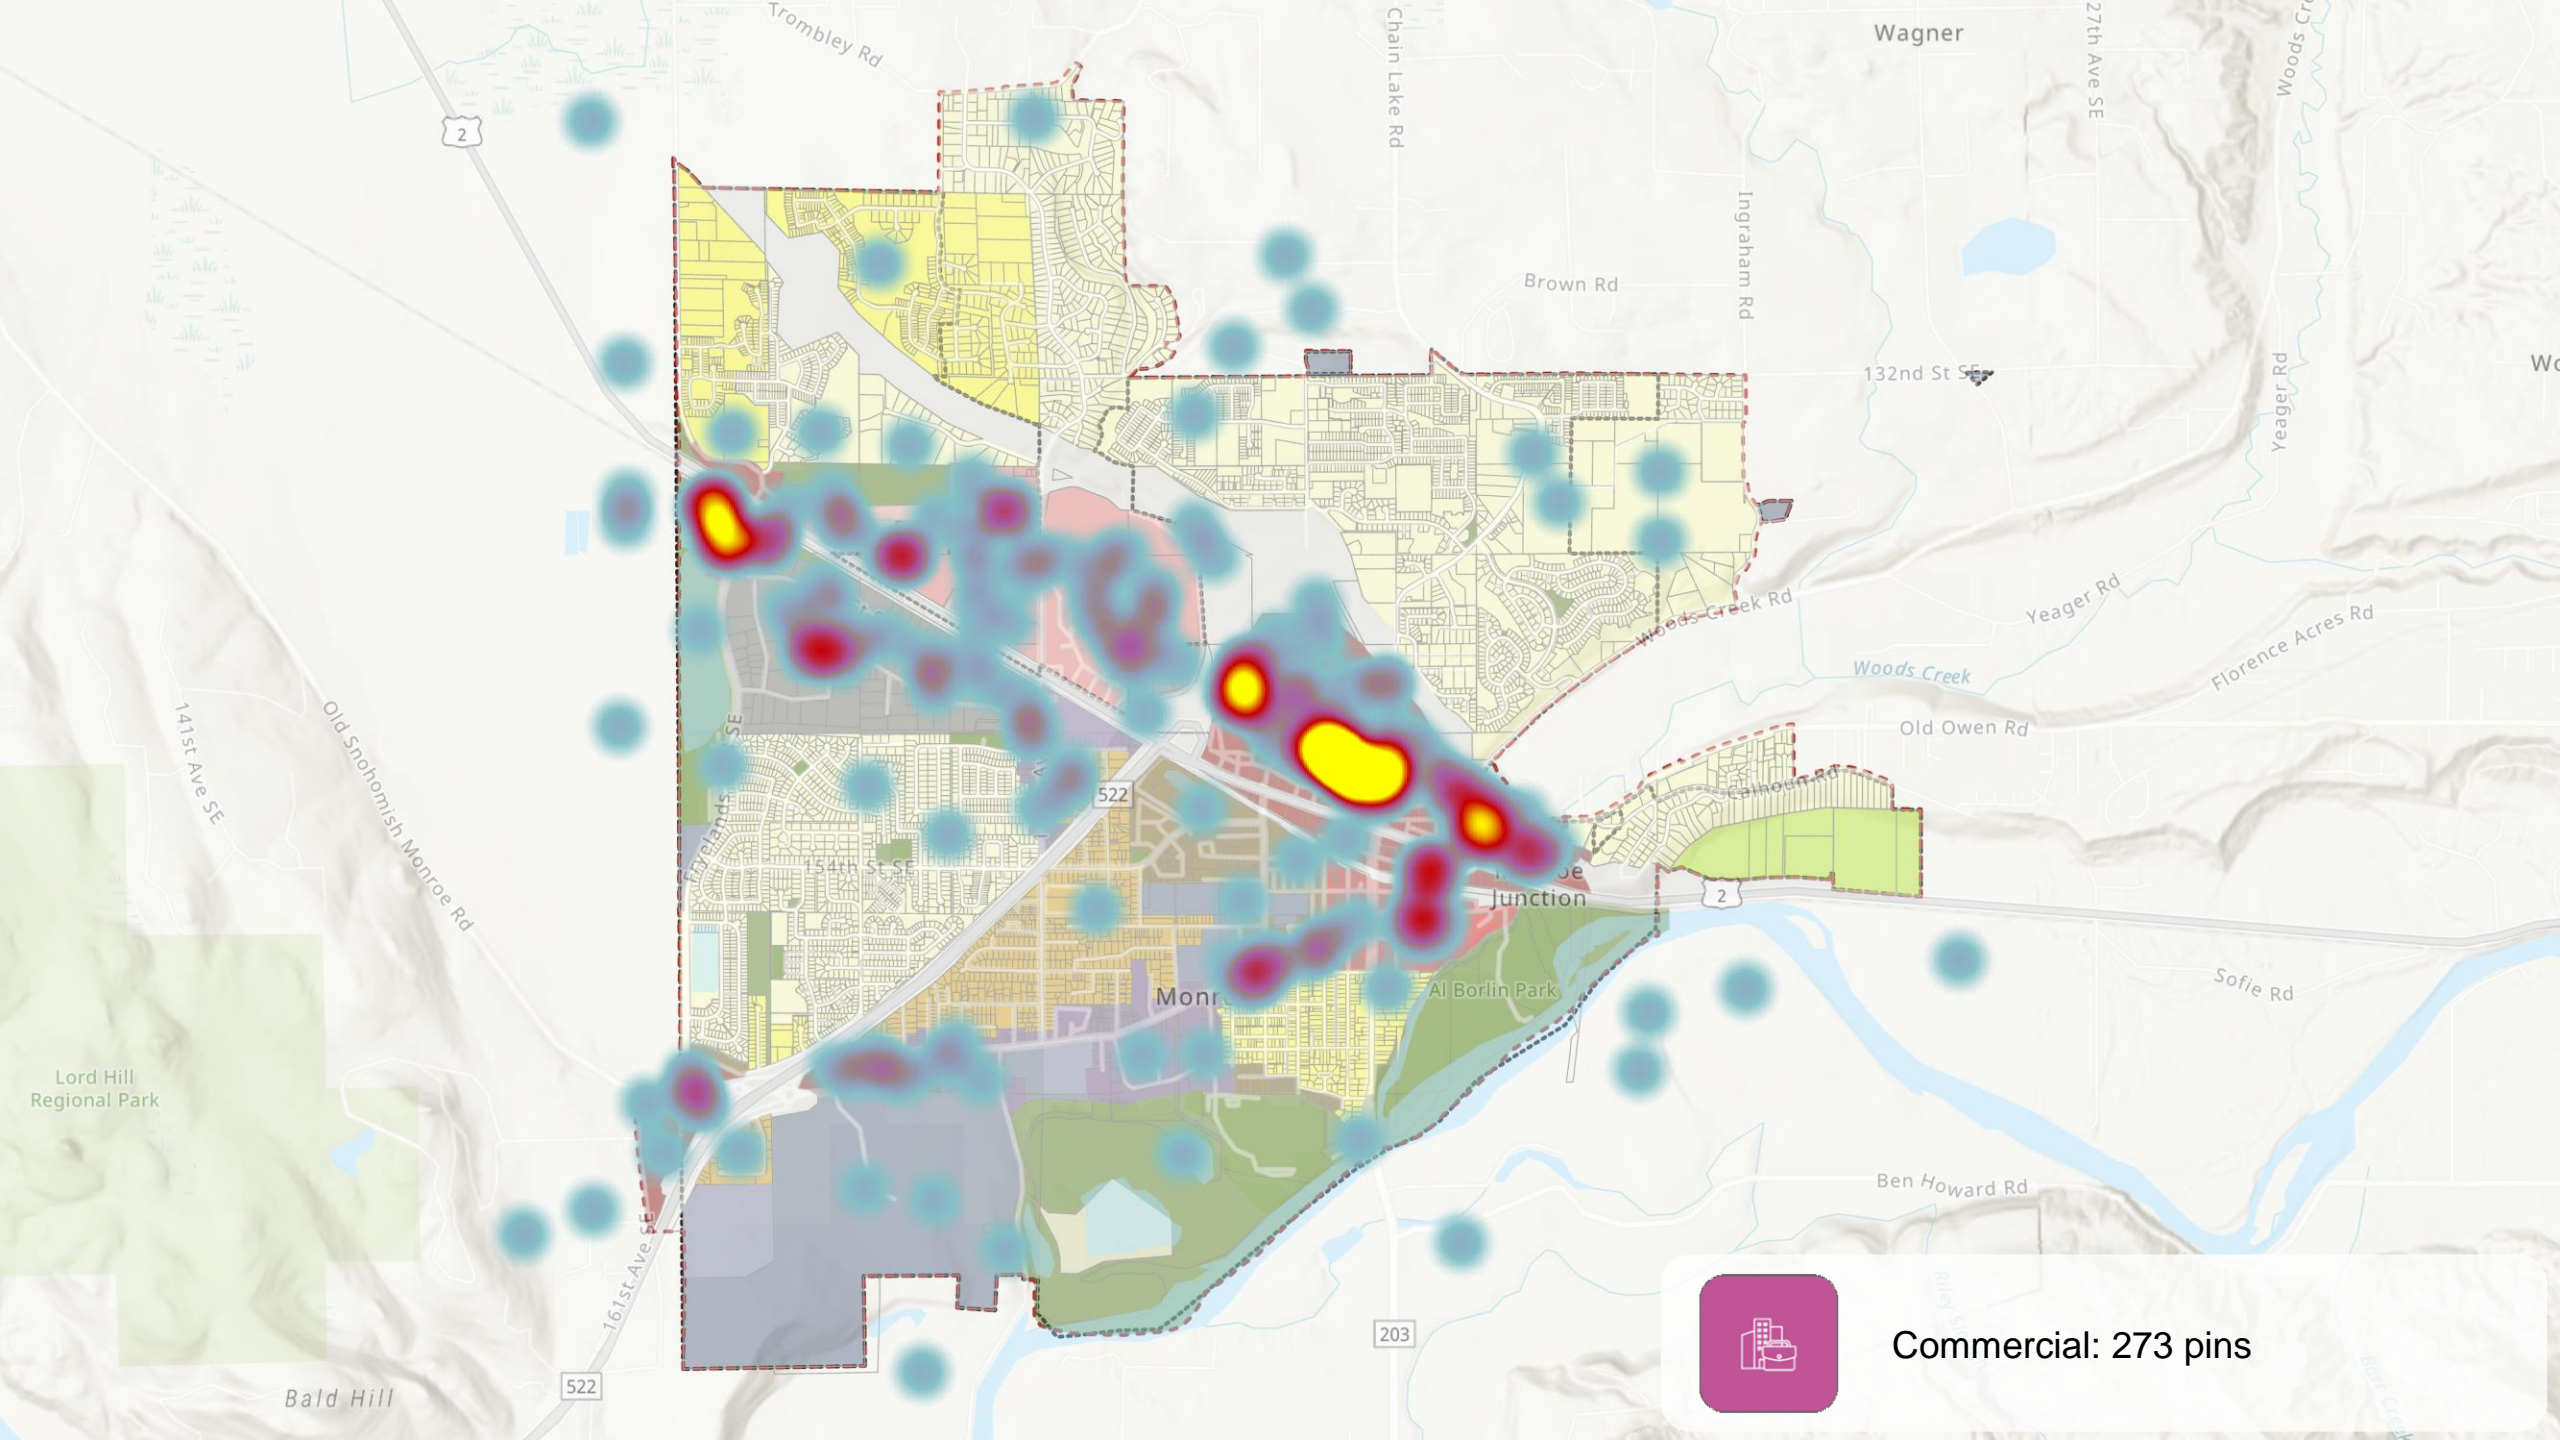 Trombley Rd
Chain Lake Rd
Wagner
27th Ave SE
2
Ingraham Rd
Brown Rd
132nd St SE
Yeager Rd
Woods Creek Rd
Yeager Rd
Florence Acres Rd
Woods Creek
Old Owen Rd
141st Ave SE
Old Snohomish Monroe Rd
Calhoun Rd
522
Fryelands
SE
154th St SE
Junction
2
Sofie Rd
Al Borlin Park
Lord Hill
Regional Park
Ben Howard Rd
161st Ave SE
203
522
Bald Hill
Commercial: 273 pins